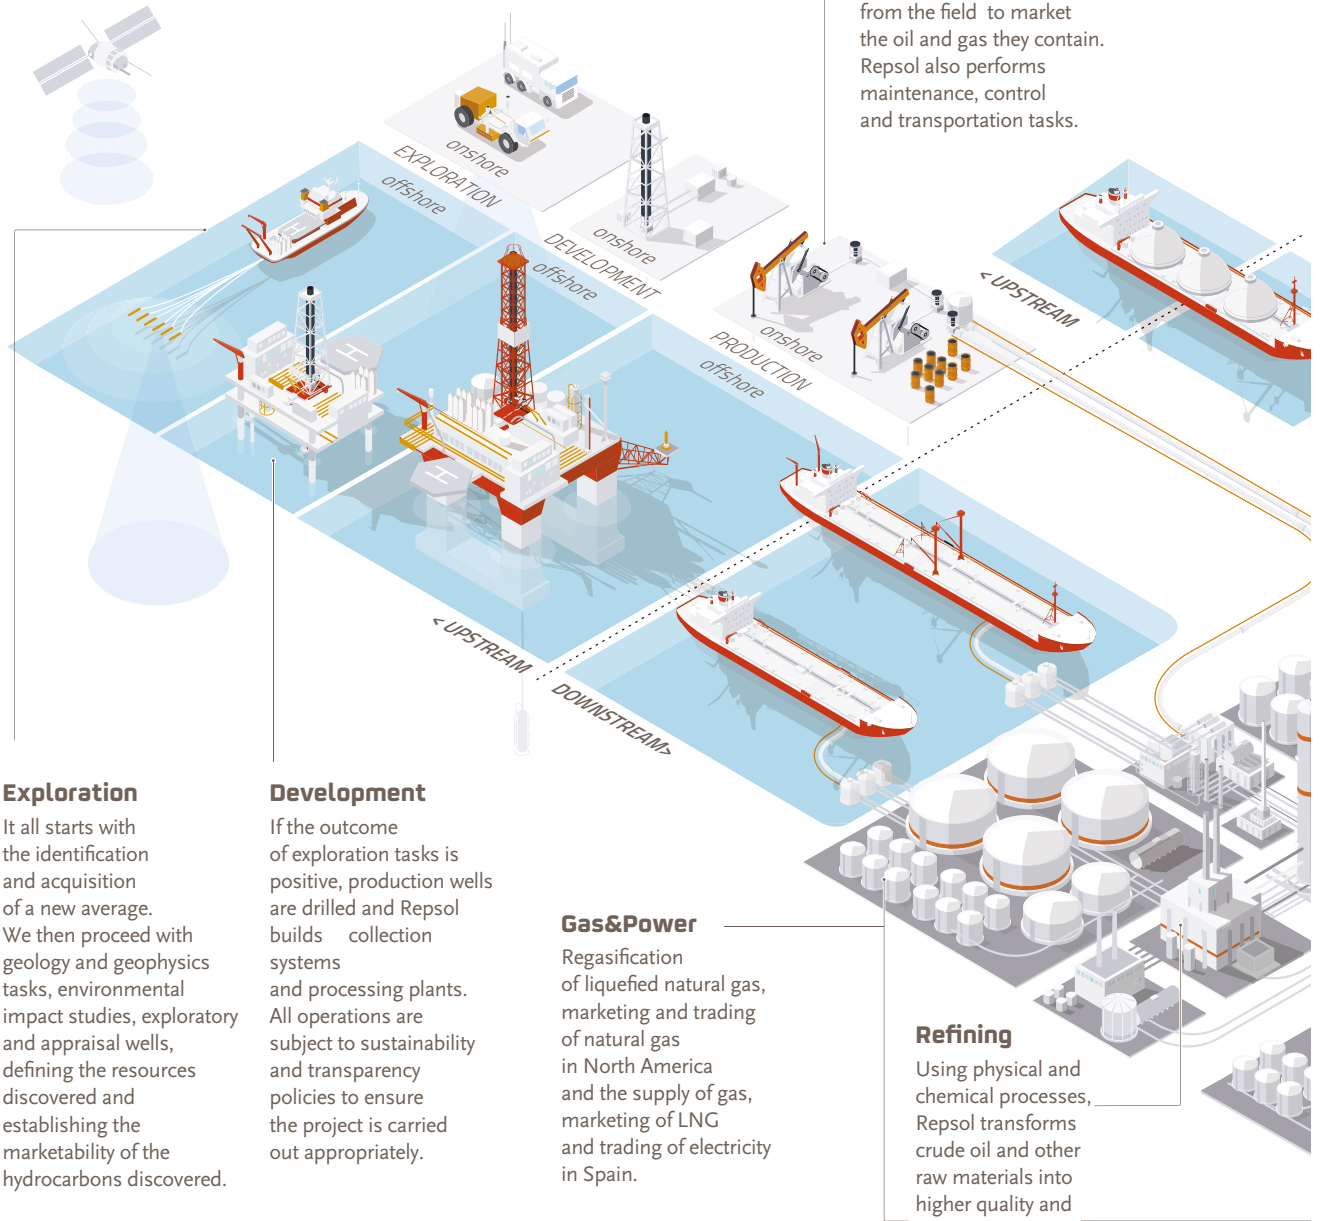 from the field to market
the oil and gas they contain.
Repsol also performs
maintenance, control
and transportation tasks.
onshore
EXPLORATION
offshore
onshore
DEVELOPMENT
offshore
onshore
PRODUCTION
offshore
< UPSTREAM
< UPSTREAM
DOWNSTREAM>
Exploration
It all starts with
the identification
and acquisition
of a new average.
We then proceed with
geology and geophysics
tasks, environmental
impact studies, exploratory
and appraisal wells,
defining the resources
discovered and
establishing the
marketability of the
hydrocarbons discovered.
Development
If the outcome
of exploration tasks is
positive, production wells
are drilled and Repsol
builds collection
systems
and processing plants.
All operations are
subject to sustainability
and transparency
policies to ensure
the project is carried
out appropriately.
Gas&Power
Regasification
of liquefied natural gas,
marketing and trading
of natural gas
in North America
and the supply of gas,
marketing of LNG
and trading of electricity
in Spain.
Refining
Using physical and
chemical processes,
Repsol transforms
crude oil and other
raw materials into
higher quality and